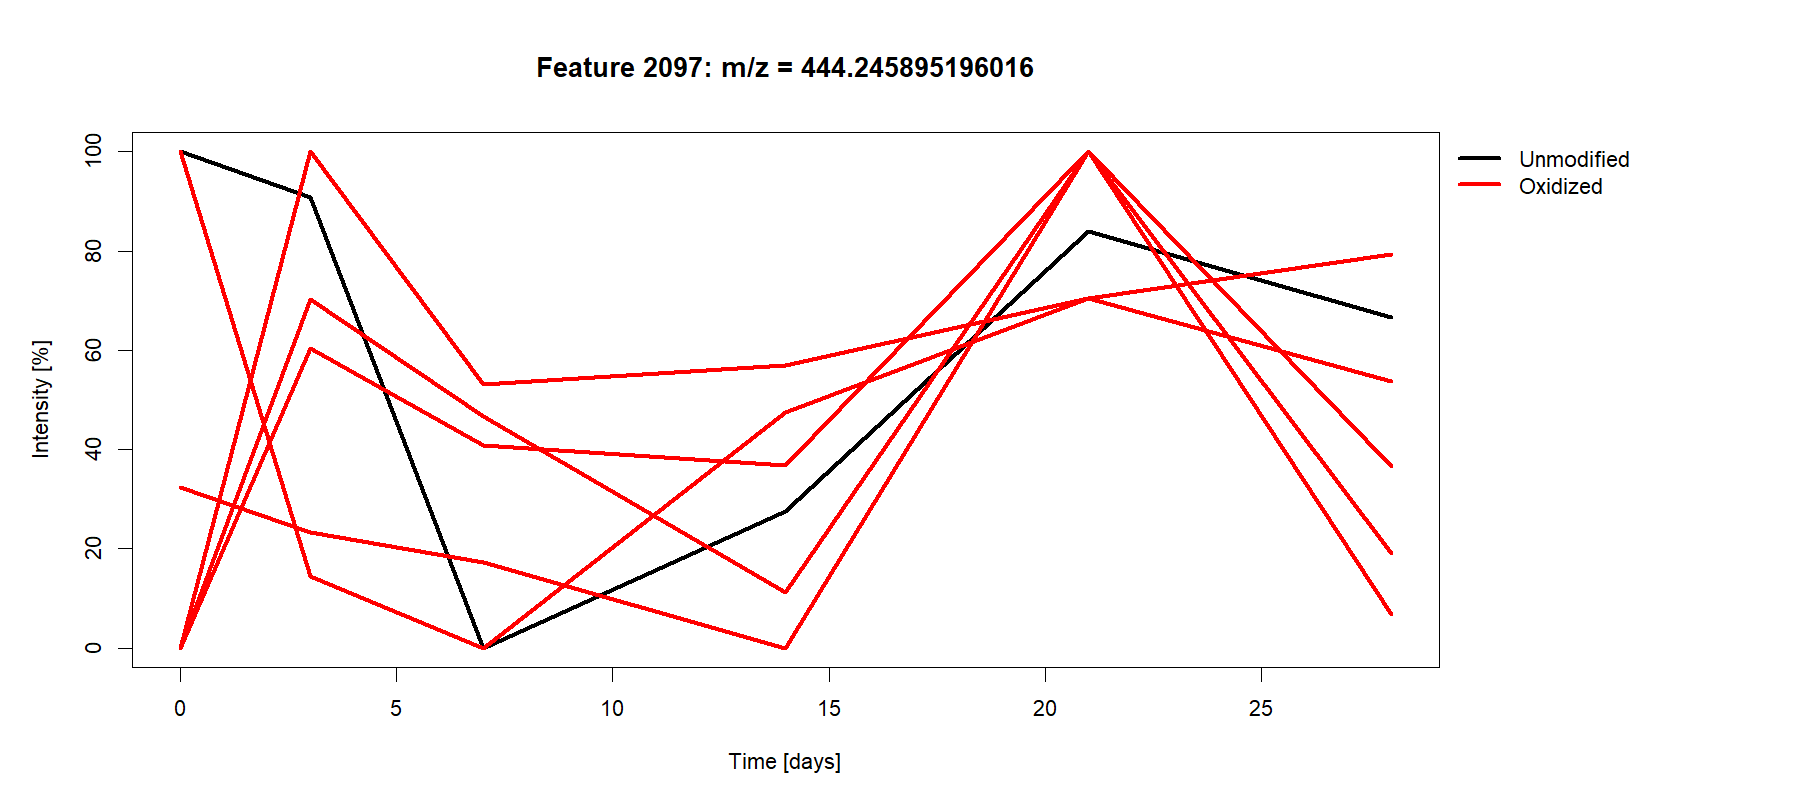 Feature 2097: m/z = 444.245895196016
Unmodified
Oxidized
100
80
60
40
20
0
Intensity [%]
0 5 10 15 20 25
Time [days]